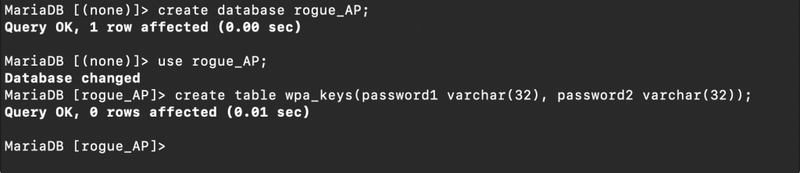 MariaDB [(none)]> create database rogue_AP;
Query OK, 1 row affected (0.00 sec)
MariaDB [(none)]> use rogue_AP;
Database changed
MariaDB [rogue_AP]> create table wpa_keys(password1 varchar(32), password2 varchar(32));
Query OK, 0 rows affected (0.01 sec)
MariaDB [rogue_AP]>